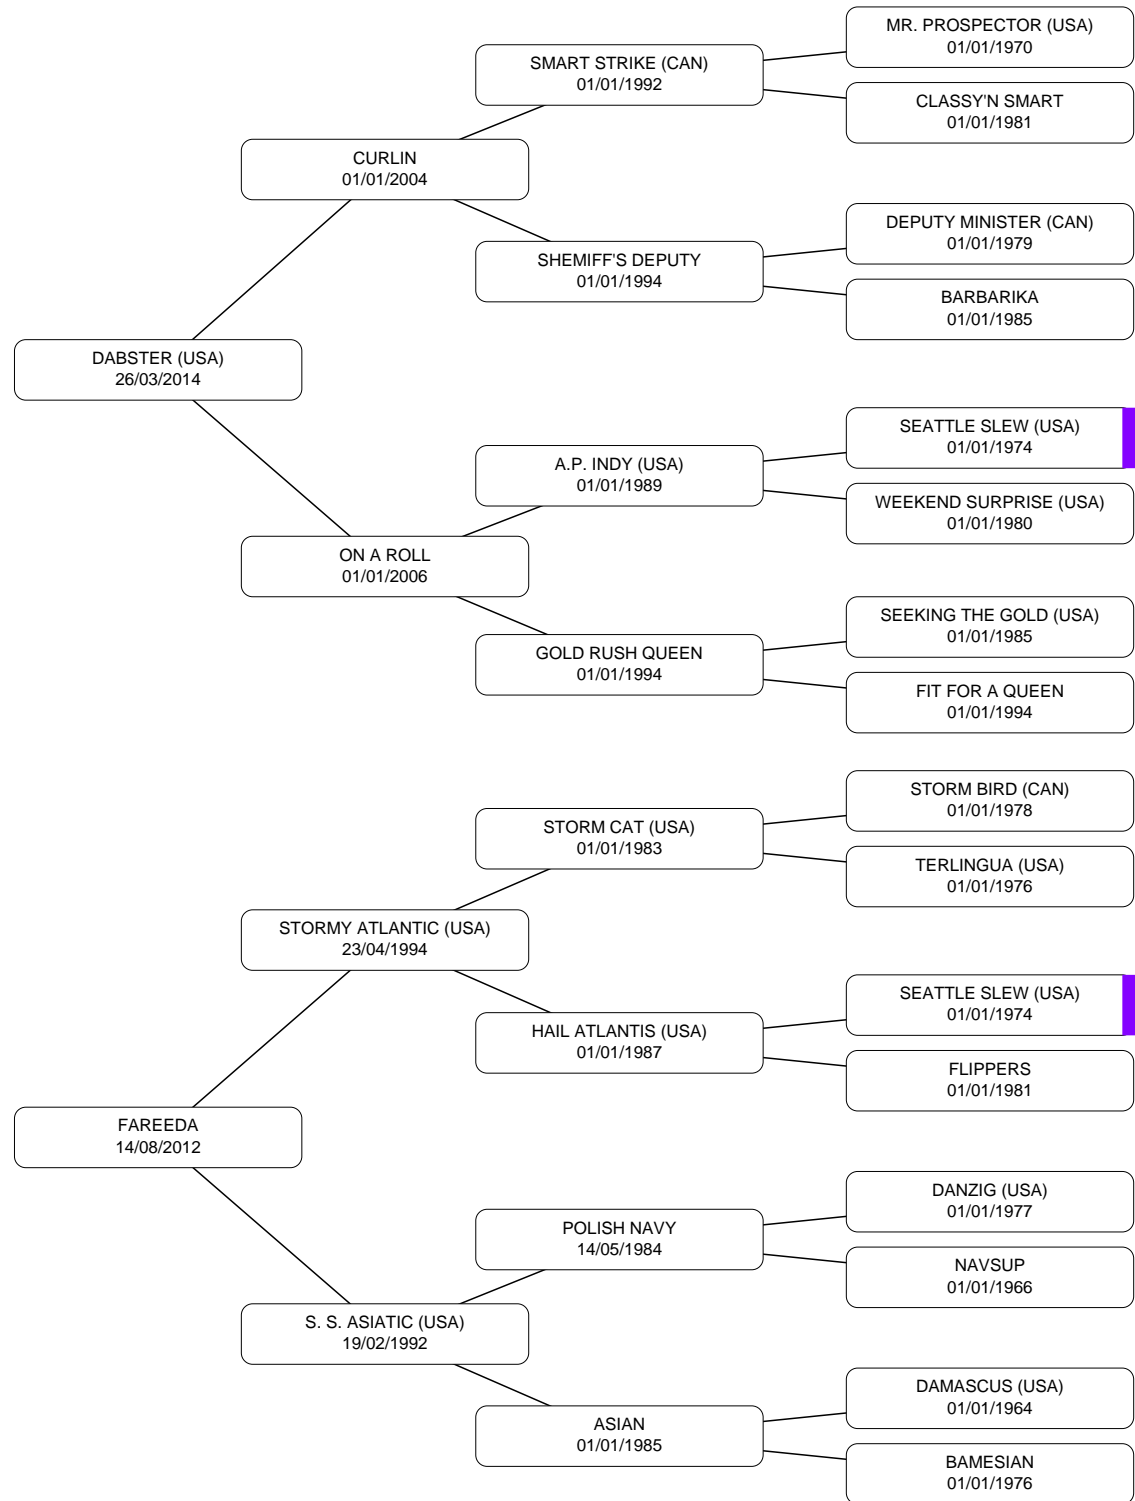 MR. PROSPECTOR (USA)
01/01/1970
SMART STRIKE (CAN)
01/01/1992
CLASSY'N SMART
01/01/1981
CURLIN
01/01/2004
DEPUTY MINISTER (CAN)
01/01/1979
SHEMIFF'S DEPUTY
01/01/1994
BARBARIKA
01/01/1985
DABSTER (USA)
26/03/2014
SEATTLE SLEW (USA)
01/01/1974
A.P. INDY (USA)
01/01/1989
WEEKEND SURPRISE (USA)
01/01/1980
ON A ROLL
01/01/2006
SEEKING THE GOLD (USA)
01/01/1985
GOLD RUSH QUEEN
01/01/1994
FIT FOR A QUEEN
01/01/1994
STORM BIRD (CAN)
01/01/1978
STORM CAT (USA)
01/01/1983
TERLINGUA (USA)
01/01/1976
STORMY ATLANTIC (USA)
23/04/1994
SEATTLE SLEW (USA)
01/01/1974
HAIL ATLANTIS (USA)
01/01/1987
FLIPPERS
01/01/1981
FAREEDA
14/08/2012
DANZIG (USA)
01/01/1977
POLISH NAVY
14/05/1984
NAVSUP
01/01/1966
S. S. ASIATIC (USA)
19/02/1992
DAMASCUS (USA)
01/01/1964
ASIAN
01/01/1985
BAMESIAN
01/01/1976